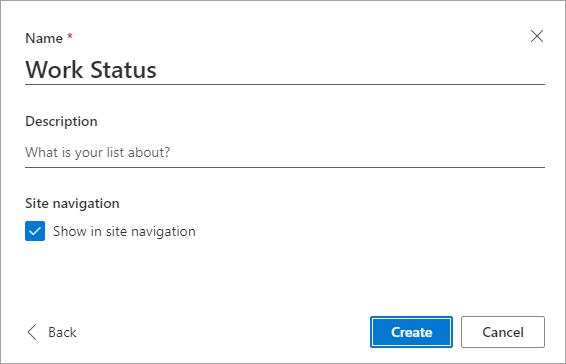 Name *
Work Status
Description
What is your list about?
Site navigation
Show in site navigation
Back
Create
Cancel